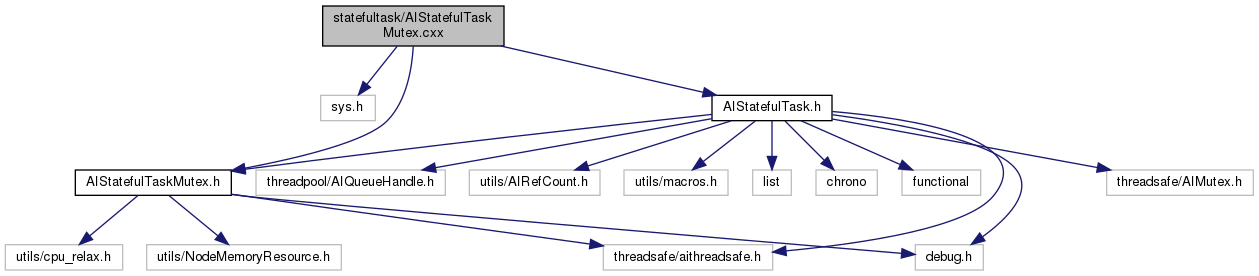 statefultask/AIStatefulTask
Mutex.cxx
sys.h
AIStatefulTask.h
AIStatefulTaskMutex.h
threadpool/AIQueueHandle.h
utils/AIRefCount.h
utils/macros.h
list
chrono
functional
threadsafe/AIMutex.h
utils/cpu_relax.h
utils/NodeMemoryResource.h
threadsafe/aithreadsafe.h
debug.h